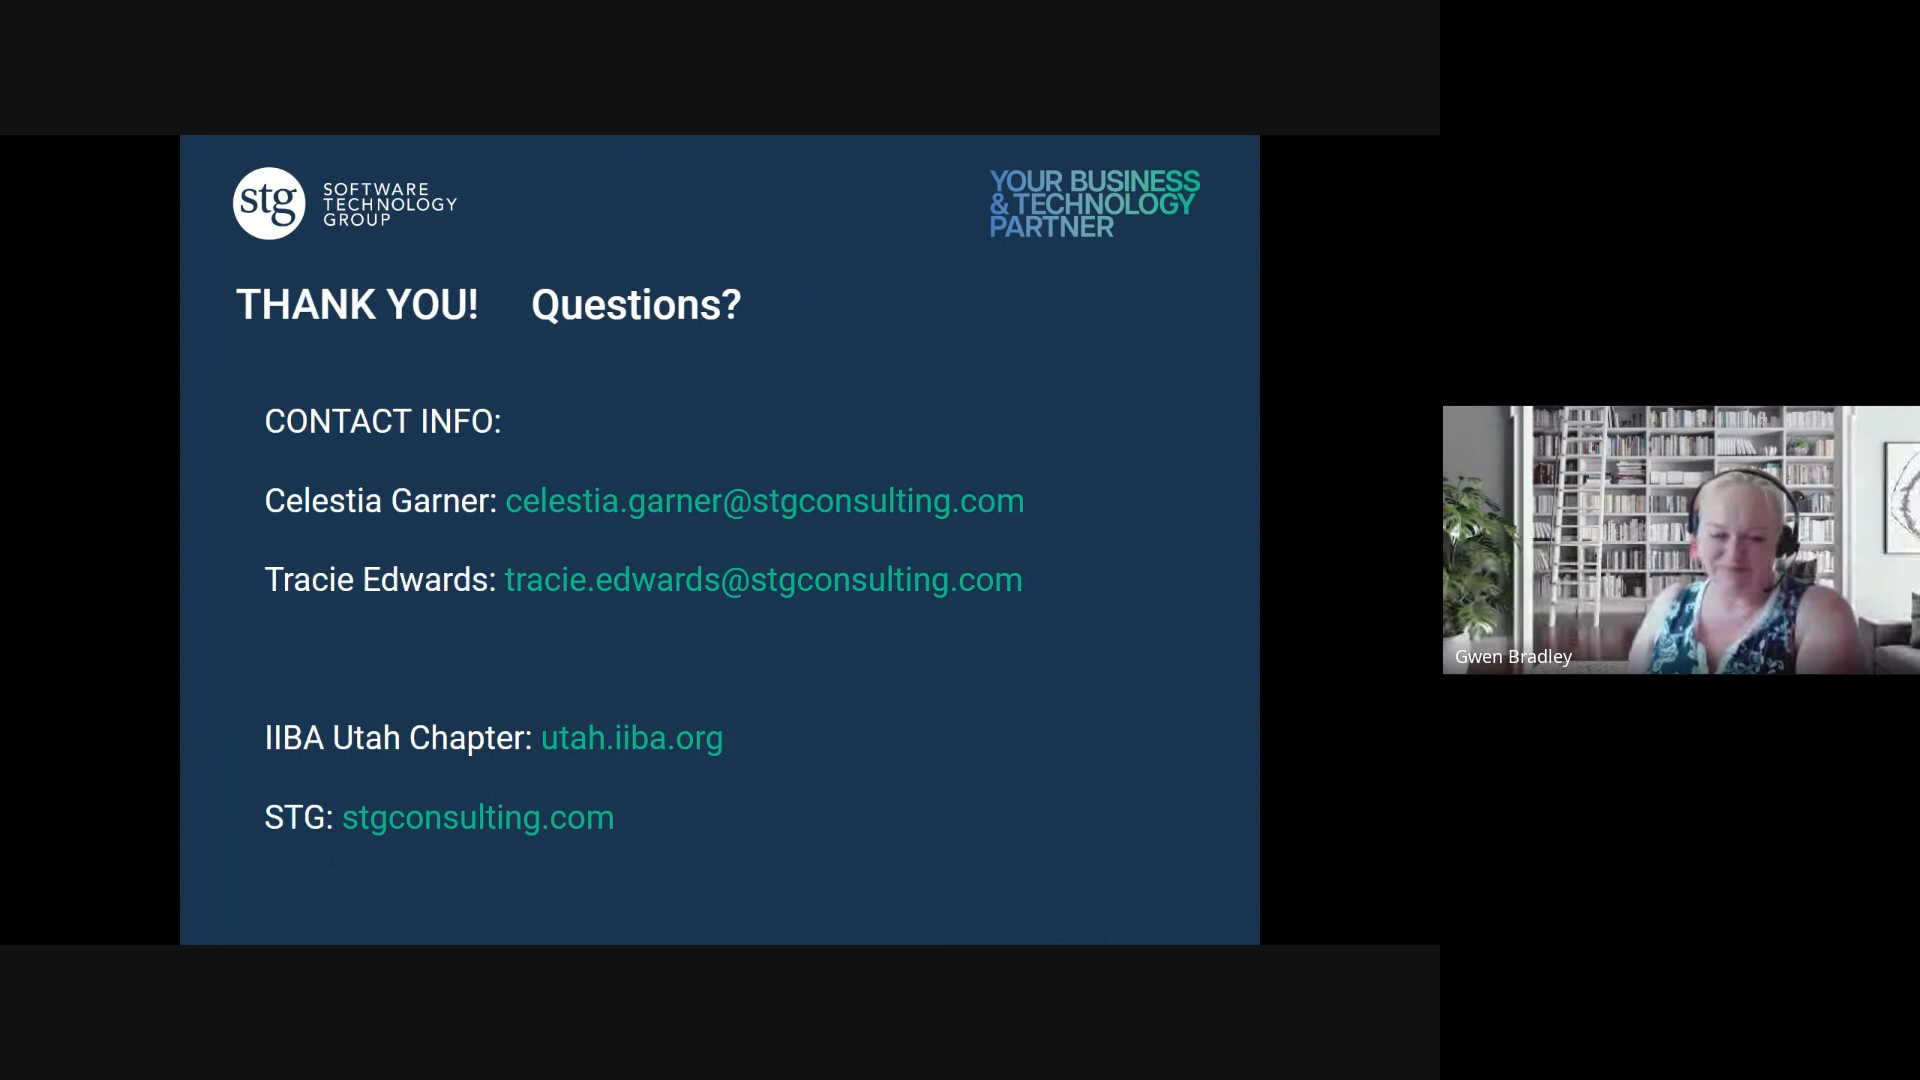 stg
SOFTWARE
TECHNOLOGY
GROUP
YOUR BUSINESS
& TECHNOLOGY
PARTNER
THANK YOU! Questions?
CONTACT INFO:
Celestia Garner: celestia.garner@stgconsulting.com
Tracie Edwards: tracie.edwards@stgconsulting.com
IIBA Utah Chapter: utah.iiba.org
STG: stgconsulting.com
Gwen Bradley